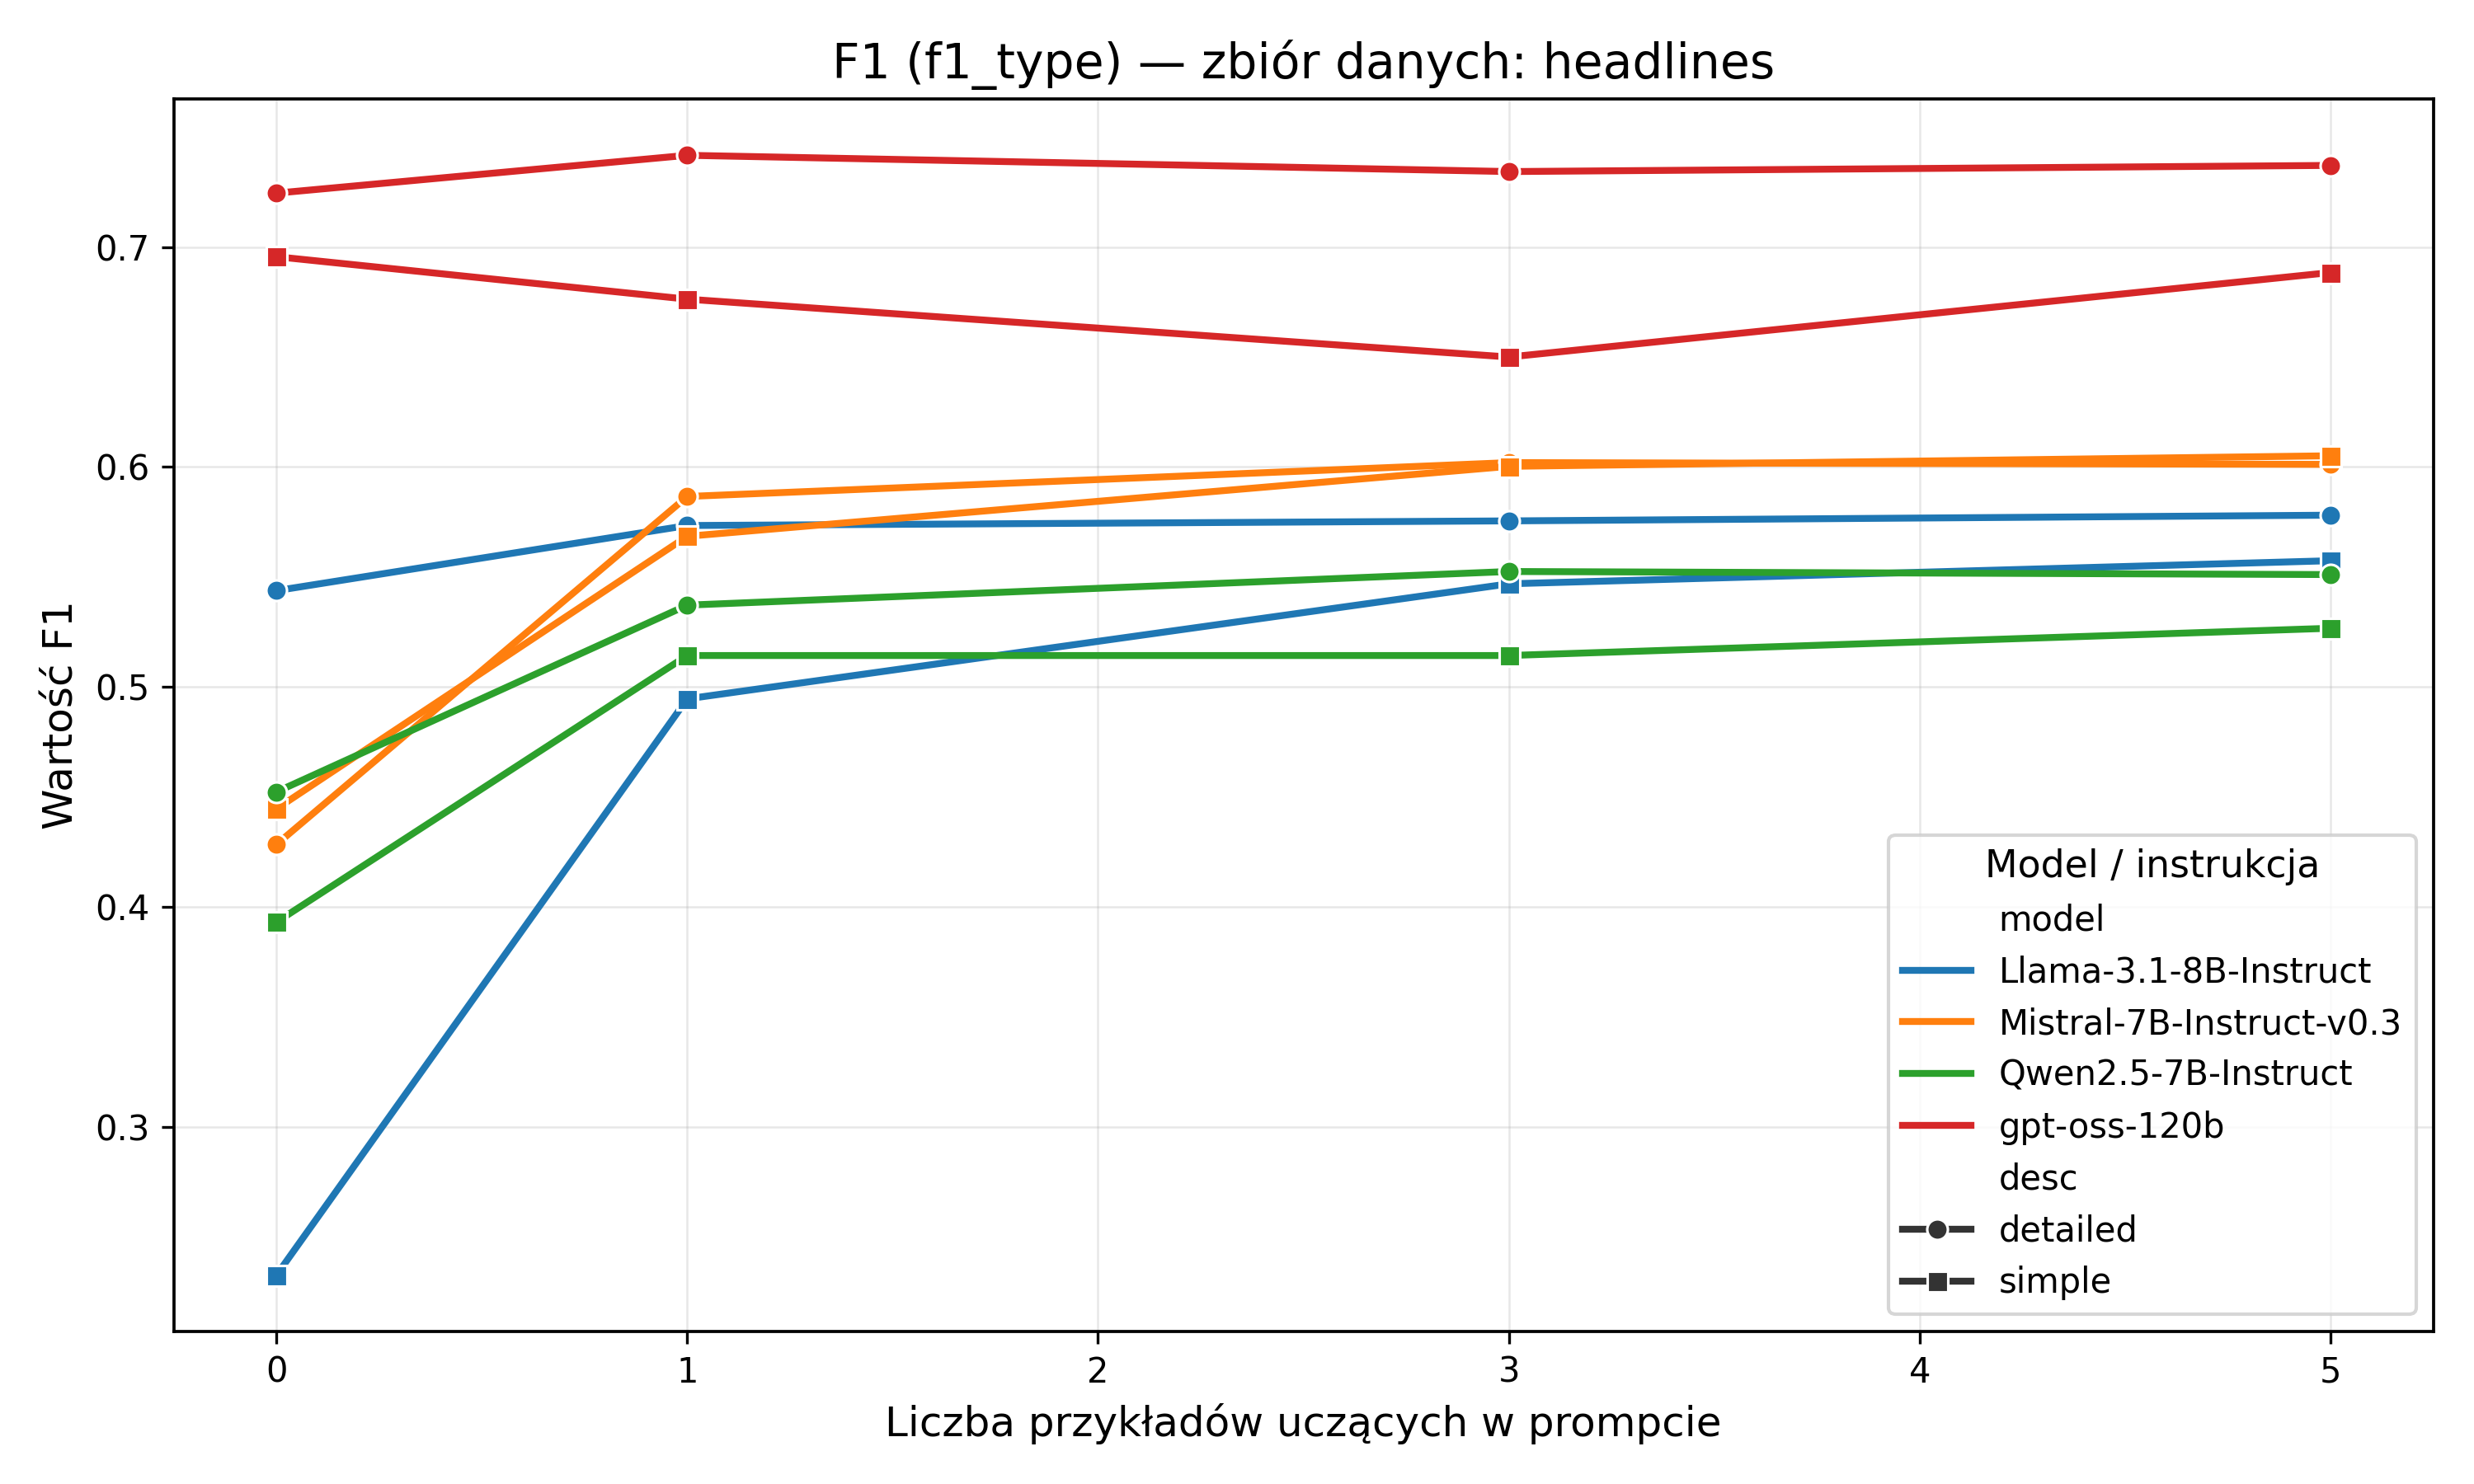 F1 (f1_type) — zbiór danych: headlines
Wartość F1
0.7
0.6
0.5
0.4
0.3
0 1 2 3 4 5
Liczba przykładów uczących w prompcie
Model / instrukcja
model
Llama-3.1-8B-Instruct
Mistral-7B-Instruct-v0.3
Qwen2.5-7B-Instruct
gpt-oss-120b
desc
detailed
simple